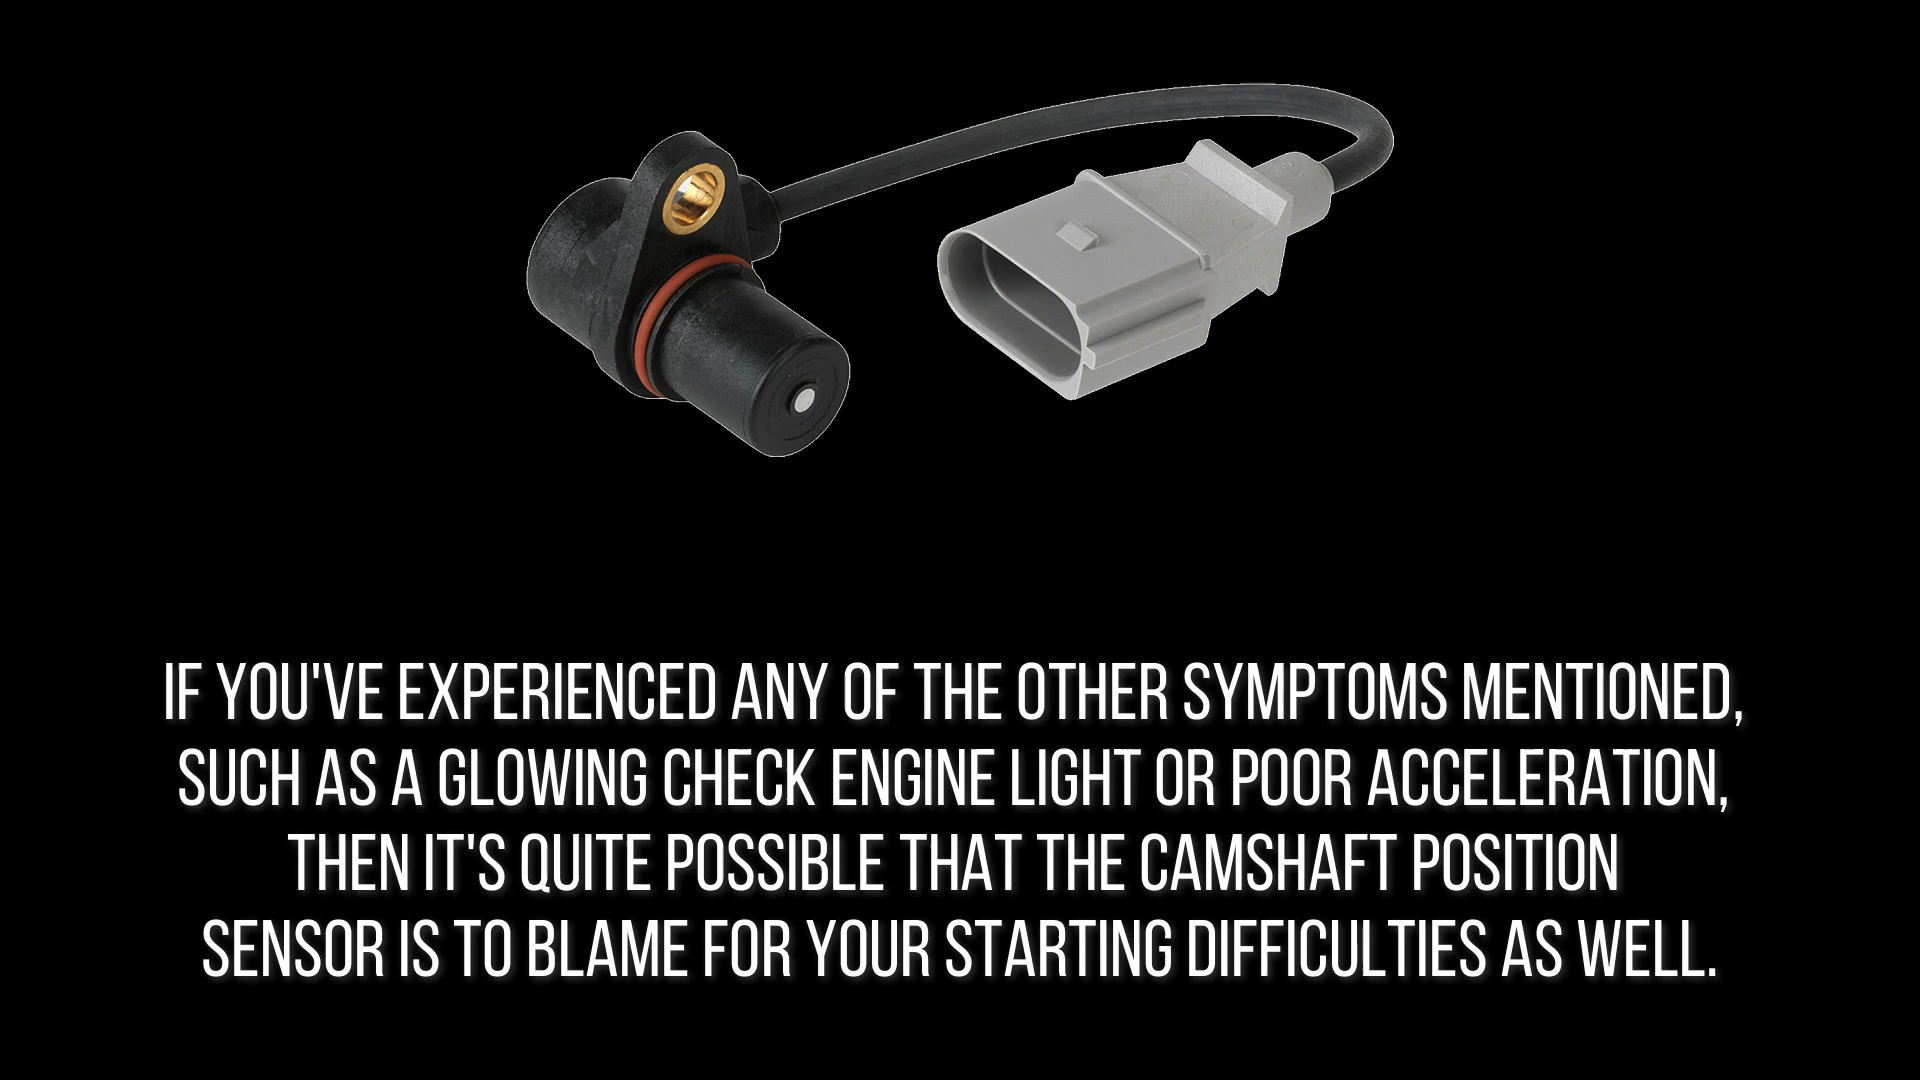 IF YOU'VE EXPERIENCED ANY OF THE OTHER SYMPTOMS MENTIONED,
SUCH AS A GLOWING CHECK ENGINE LIGHT OR POOR ACCELERATION,
THEN IT'S QUITE POSSIBLE THAT THE CAMSHAFT POSITION
SENSOR IS TO BLAME FOR YOUR STARTING DIFFICULTIES AS WELL.